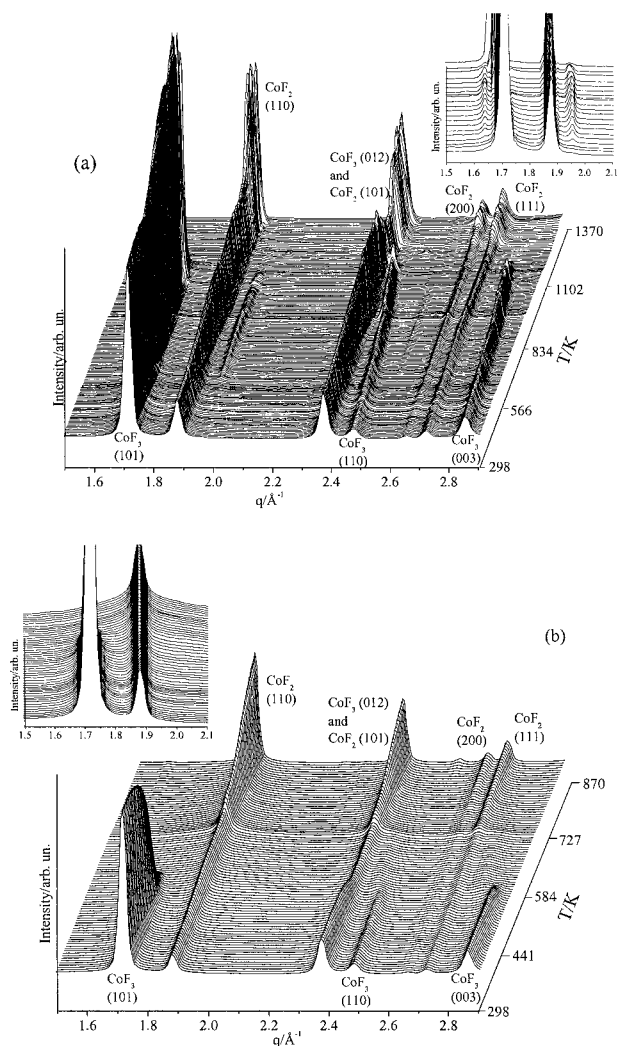 Intensity/arb. un.
1.5 1.6 1.7 1.8 1.9 2.0 2.1
CoF2
(110)
(a)
CoF3 (012)
and
CoF2 (101)
CoF2
(200)
CoF2
(111)
1370
1102
834
566
298
T/K
Intensity/arb. un.
CoF3
(101)
CoF3
(110)
CoF3
(003)
1.6 1.8 2.0 2.2 2.4 2.6 2.8
q/Å-1
Intensity/arb. un.
1.5 1.6 1.7 1.8 1.9 2.0 2.1
(b)
CoF2
(110)
CoF3 (012)
and
CoF2 (101)
CoF2
(200)
CoF2
(111)
870
727
584
441
298
T/K
Intensity/arb. un.
CoF3
(101)
CoF3
(110)
CoF3
(003)
1.6 1.8 2.0 2.2 2.4 2.6 2.8
q/Å-1